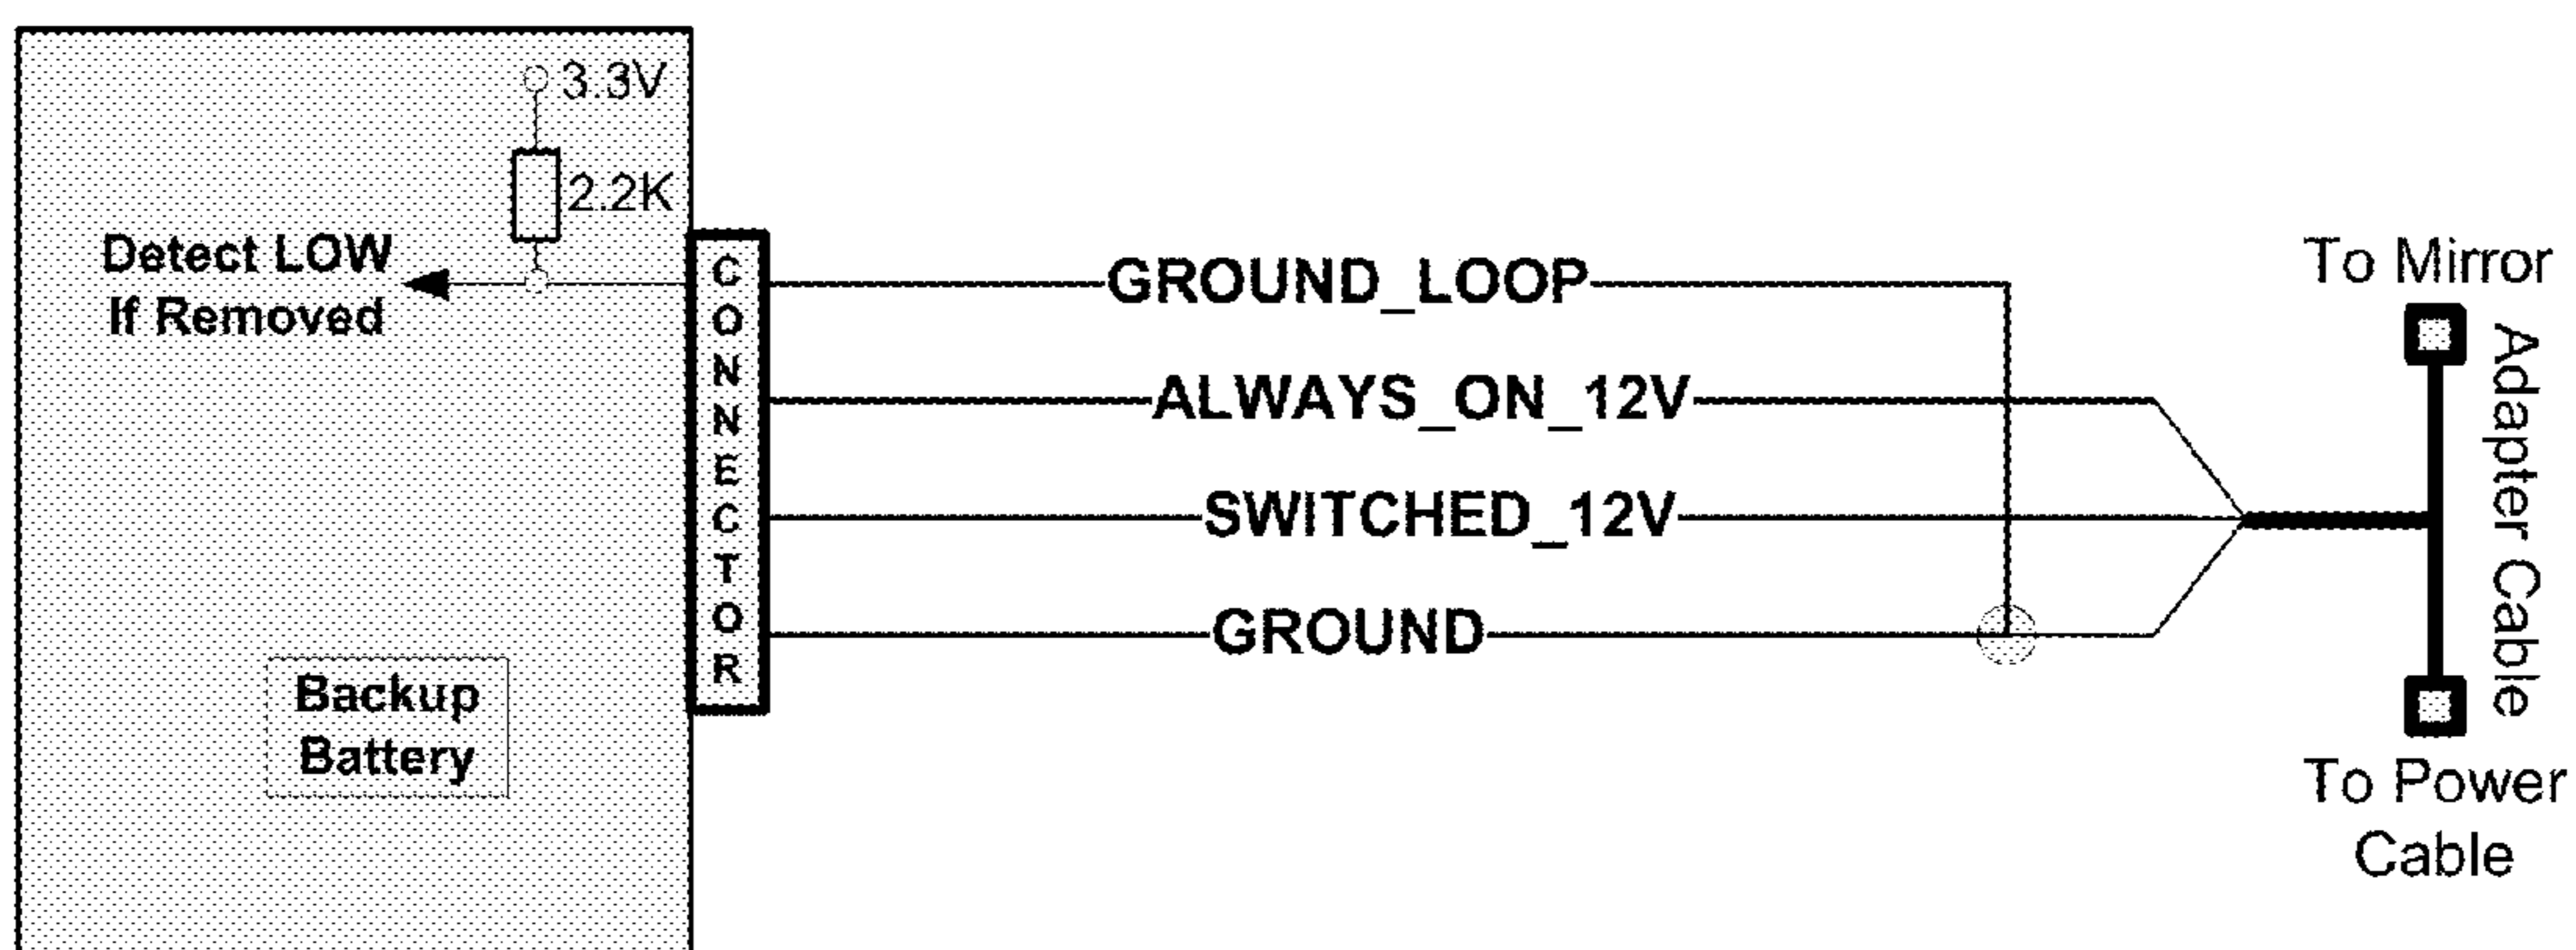 3.3V
2.2K
Detect LOW
If Removed
Backup
Battery
CONNECTOR
GROUND_LOOP
ALWAYS_ON_12V
SWITCHED_12V
GROUND
To Mirror
Adapter Cable
To Power
Cable